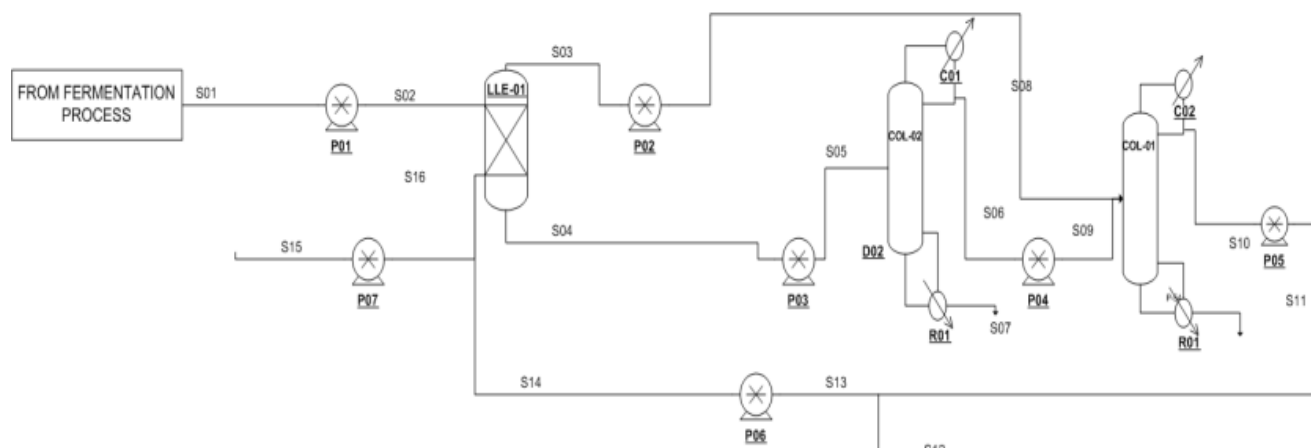 FROM FERMENTATION
PROCESS
S01
P01
S02
LLE-01
S03
P02
S16
S15
P07
S04
P03
S05
COL-02
C01
D02
R01
S07
S06
P04
S09
S08
COL-01
C02
R01
S10
P05
S11
S14
P06
S13